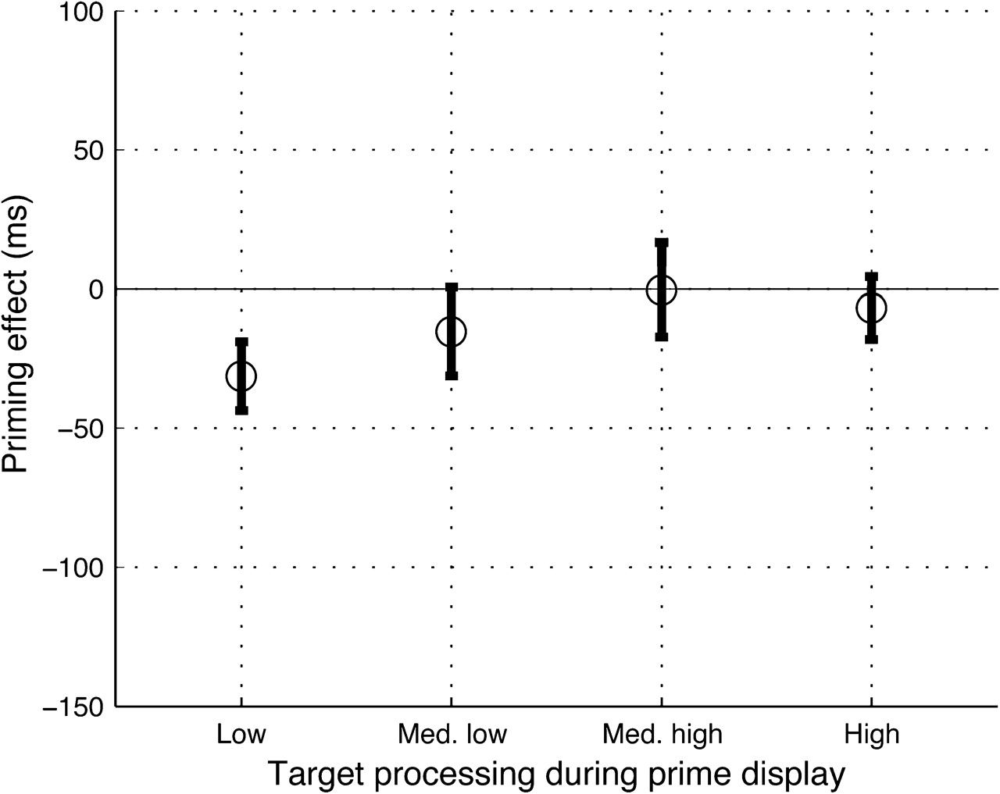 100
50
0
−50
−100
−150
Priming effect (ms)
Low Med. low Med. high High
Target processing during prime display